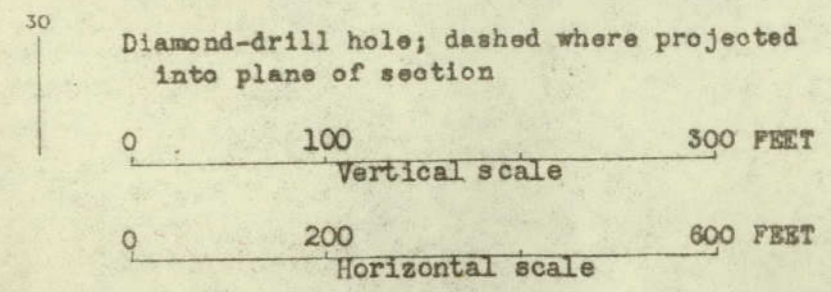 30
Diamond-drill hole; dashed where projected
into plane of section
0 100 300 FEET
Vertical scale
0 200 600 FEET
Horizontal scale